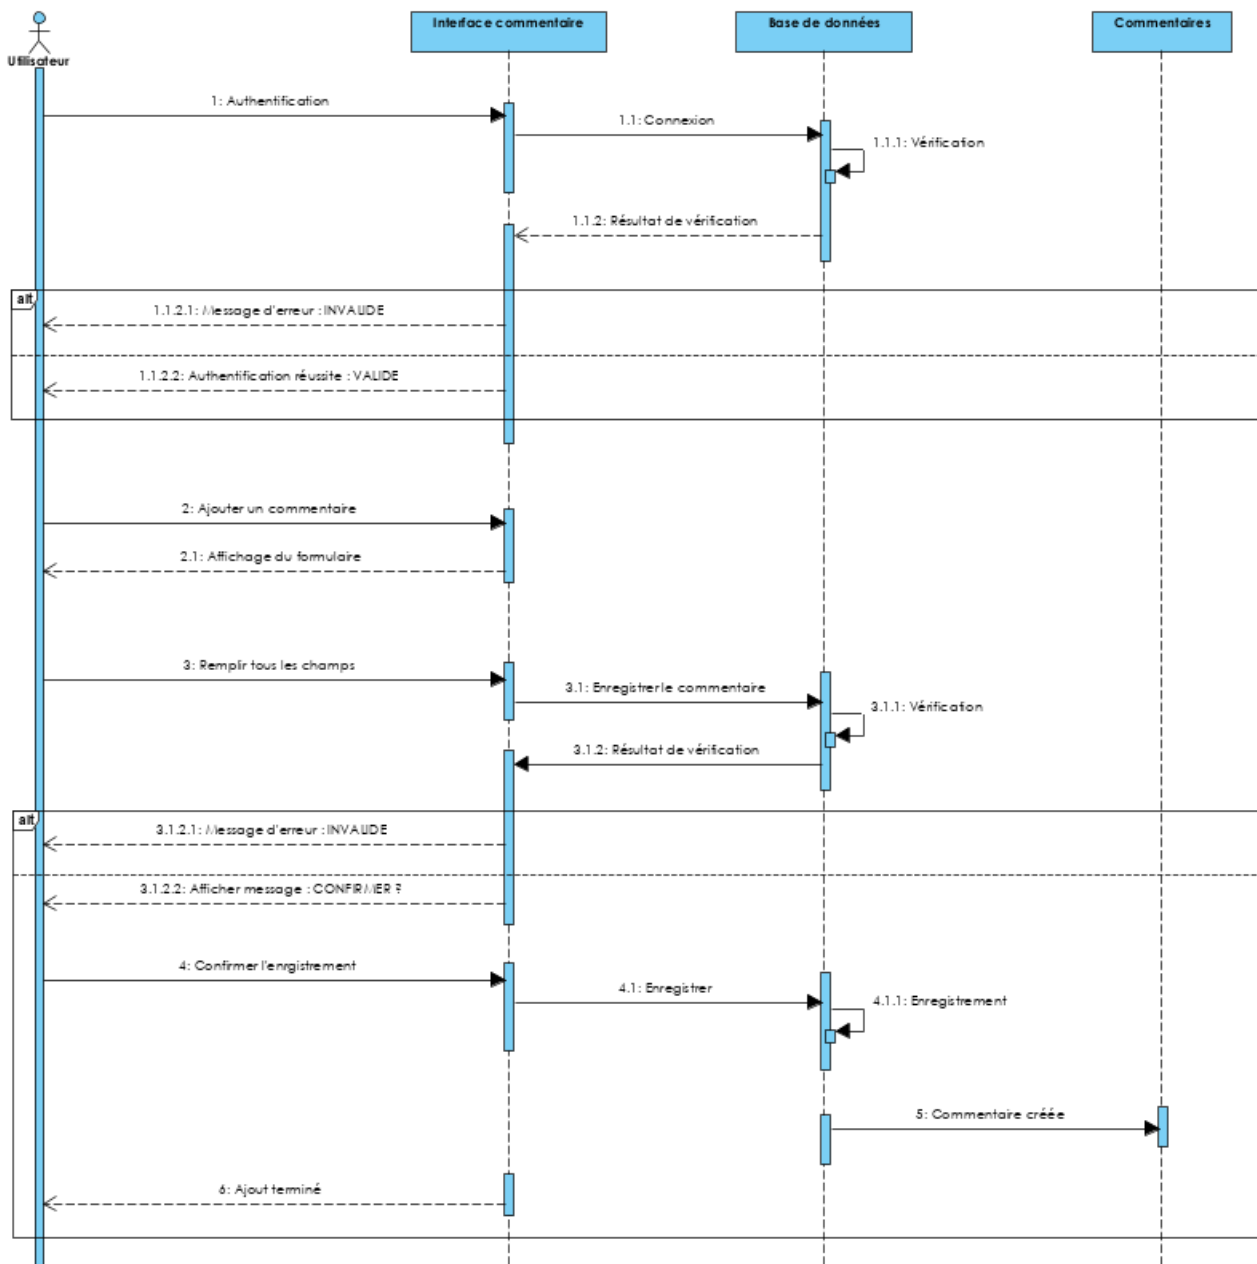 Interface commentaire
Base de données
Commentaires
Utilisateur
1: Authentification
1.1: Connexion
1.1.1: Vérification
1.1.2: Résultat de vérification
alt
1.1.2.1: Message d'erreur : INVALIDE
1.1.2.2: Authentification réussite : VALIDE
2: Ajouter un commentaire
2.1: Affichage du formulaire
3: Remplir tous les champs
3.1: Enregistrer le commentaire
3.1.1: Vérification
3.1.2: Résultat de vérification
alt
3.1.2.1: Message d'erreur : INVALIDE
3.1.2.2: Afficher message : CONFIRMER ?
4: Confirmer l'enrgistrement
4.1: Enregistrer
4.1.1: Enregistrement
5: Commentaire créée
6: Ajout terminé